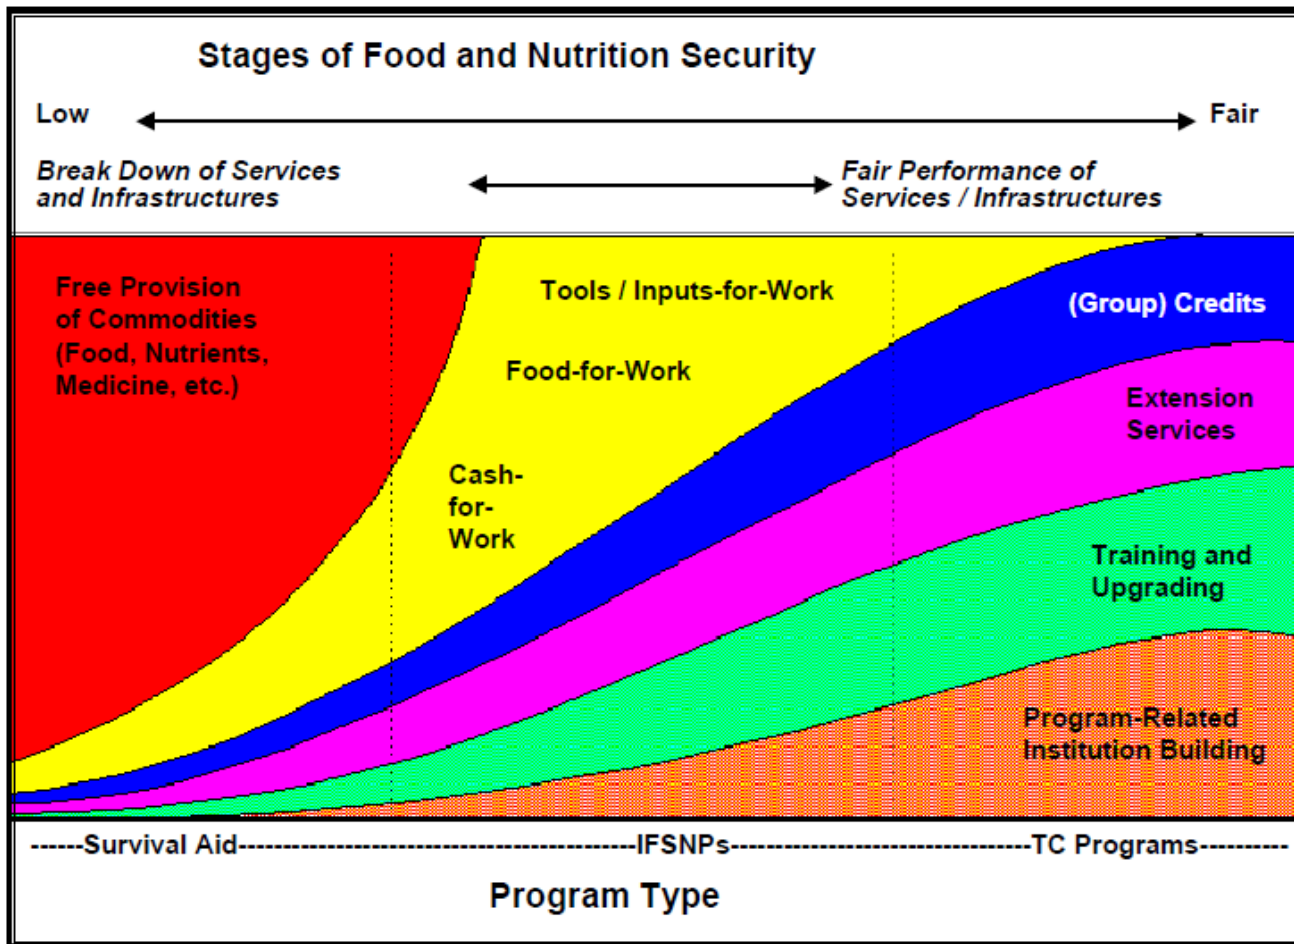 Stages of Food and Nutrition Security
Low
Fair
Break Down of Services
and Infrastructures
Fair Performance of
Services / Infrastructures
Free Provision
of Commodities
(Food, Nutrients,
Medicine, etc.)
Tools / Inputs-for-Work
Food-for-Work
Cash-
for-
Work
(Group) Credits
Extension
Services
Training and
Upgrading
Program-Related
Institution Building
------Survival Aid------------------------------------IFSNPs---------------------------TC Programs----------
Program Type